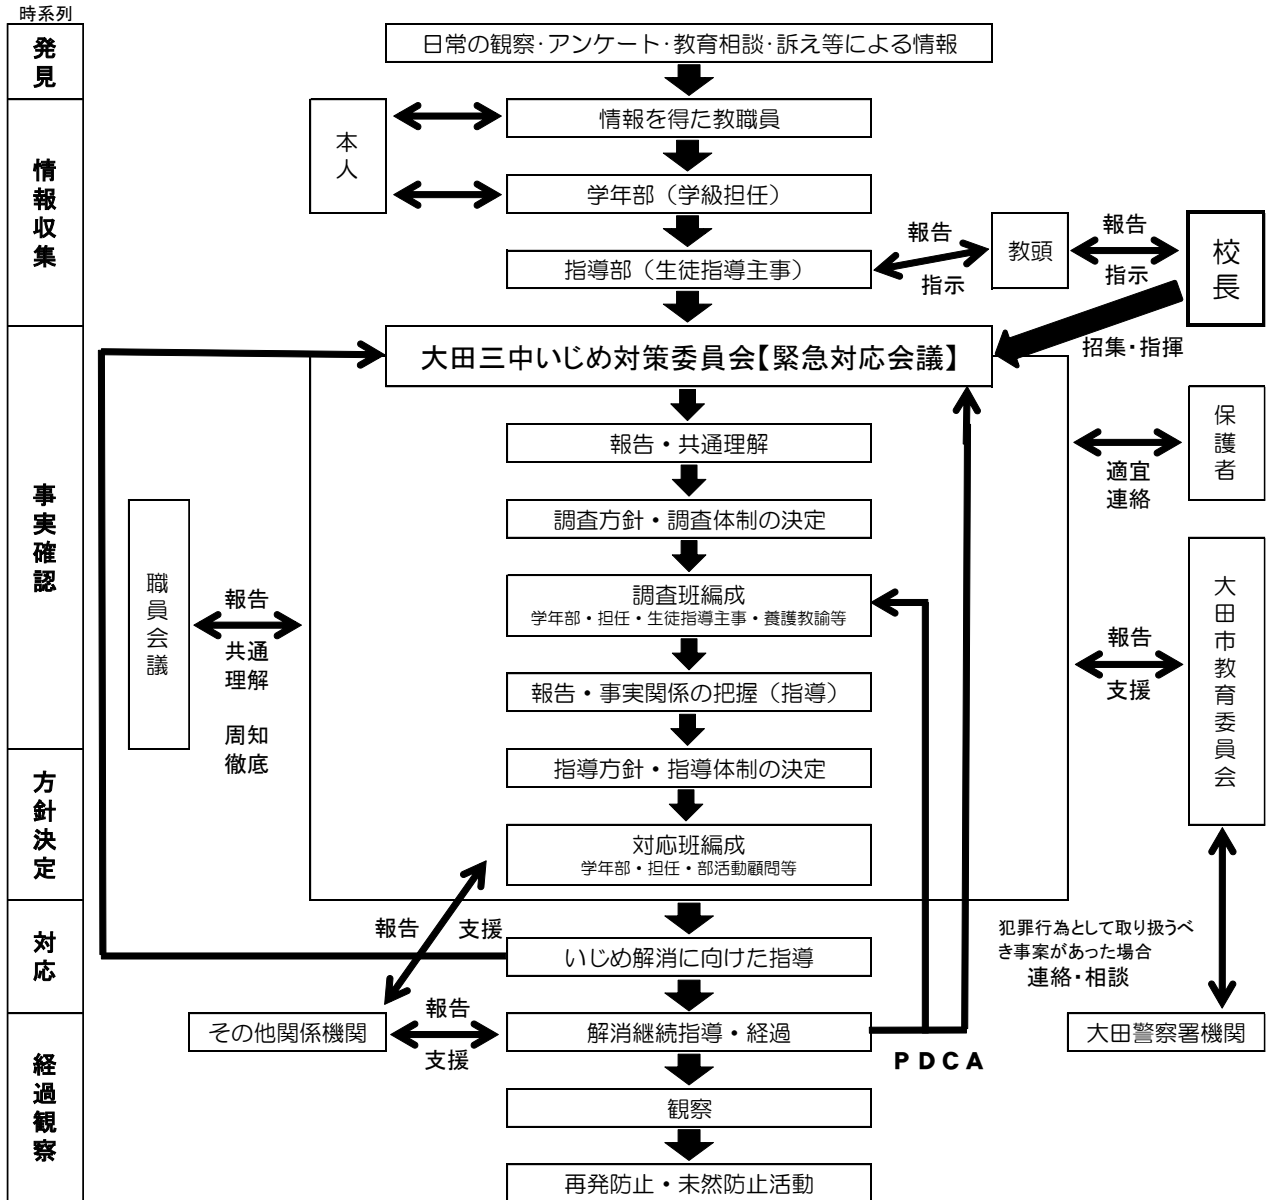 時系列
発見
日常の観察･アンケート･教育相談･訴え等による情報
情報収集
本人
情報を得た教職員
学年部（学級担任）
指導部（生徒指導主事）
報告
指示
教頭
報告
指示
校長
招集・指揮
事実確認
大田三中いじめ対策委員会【緊急対応会議】
報告・共通理解
保護者
適宜
連絡
調査方針・調査体制の決定
職員会議
報告
共通
理解
周知
徹底
調査班編成
学年部・担任・生徒指導主事・養護教諭等
報告・事実関係の把握（指導）
報告
支援
大田市教育委員会
方針決定
指導方針・指導体制の決定
対応班編成
学年部・担任・部活動顧問等
対応
報告
支援
いじめ解消に向けた指導
犯罪行為として取り扱うべ
き事案があった場合
連絡・相談
経過観察
その他関係機関
報告
支援
解消継続指導・経過
ＰＤＣＡ
大田警察署機関
観察
再発防止・未然防止活動